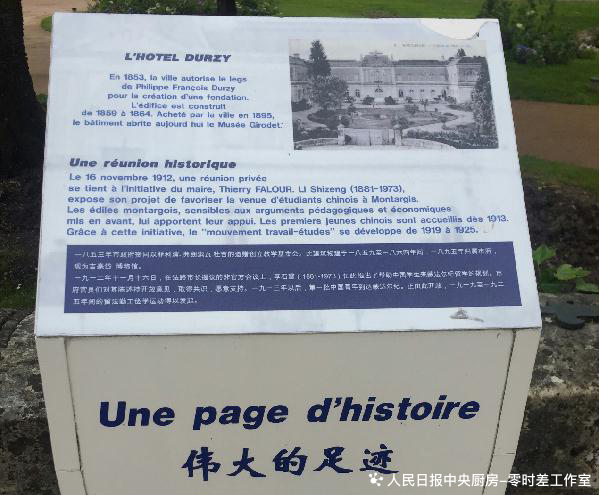 L'HOTEL DURZY
En 1853, la ville autorise le legs
de Philippe François Durzy
pour la création d'une fondation.
L'édifice est construit
de 1859 à 1864. Acheté par la ville en 1895,
le bâtiment abrite aujourd hui le Musée Girodet.
Une réunion historique
Le 16 novembre 1912, une réunion privée
se tient à l'initiative du maire, Thierry FALOUR. LI Shizeng (1881-1973),
expose son projet de favoriser la venue d'étudiants chinois à Montargis.
Les édiles montargois, sensibles aux arguments pédagogiques et économiques
mis en avant, lui apportent leur appui. Les premiers jeunes chinois sont accueillis dès 1913.
Grâce à cette initiative, le "mouvement travail-études" se développe de 1919 à 1925.
Une page d'histoire
伟大的足迹
人民日报中央厨房-零时差工作室